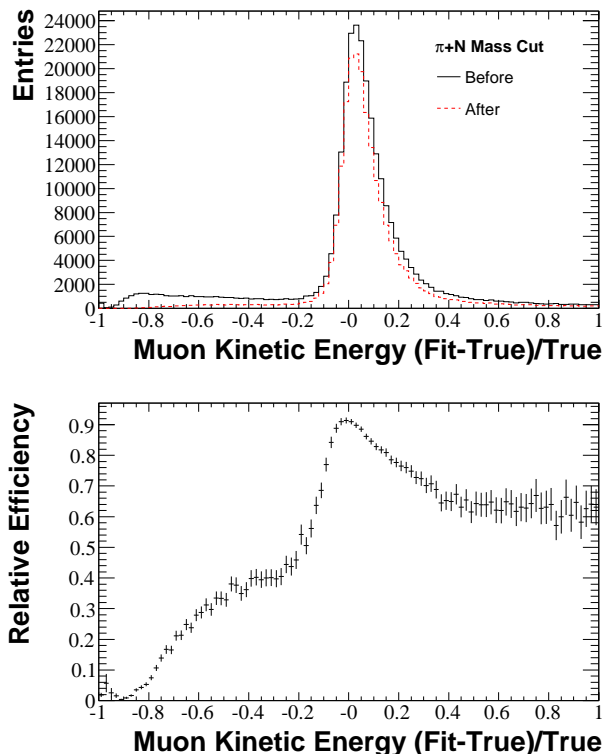 24000
22000
20000
18000
16000
14000
12000
10000
8000
6000
4000
2000
0
Entries
π+N Mass Cut
Before
After
-1 -0.8 -0.6 -0.4 -0.2 -0 0.2 0.4 0.6 0.8 1
Muon Kinetic Energy (Fit-True)/True
0.9
0.8
0.7
0.6
0.5
0.4
0.3
0.2
0.1
0
Relative Efficiency
-1 -0.8 -0.6 -0.4 -0.2 -0 0.2 0.4 0.6 0.8 1
Muon Kinetic Energy (Fit-True)/True